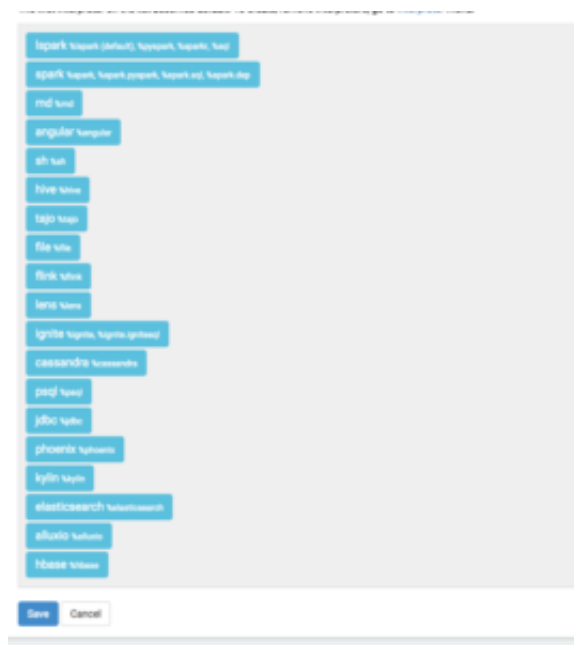 lspark %lspark (default), %pyspark, %sparkr, %sql
spark %spark, %spark.pyspark, %spark.sql, %spark.dep
md %md
angular %angular
sh %sh
hive %hive
tajo %tajo
file %file
flink %flink
lens %lens
ignite %ignite, %ignite.ignitesql
cassandra %cassandra
psql %psql
jdbc %jdbc
phoenix %phoenix
kylin %kylin
elasticsearch %elasticsearch
alluxio %alluxio
hbase %hbase
Save Cancel